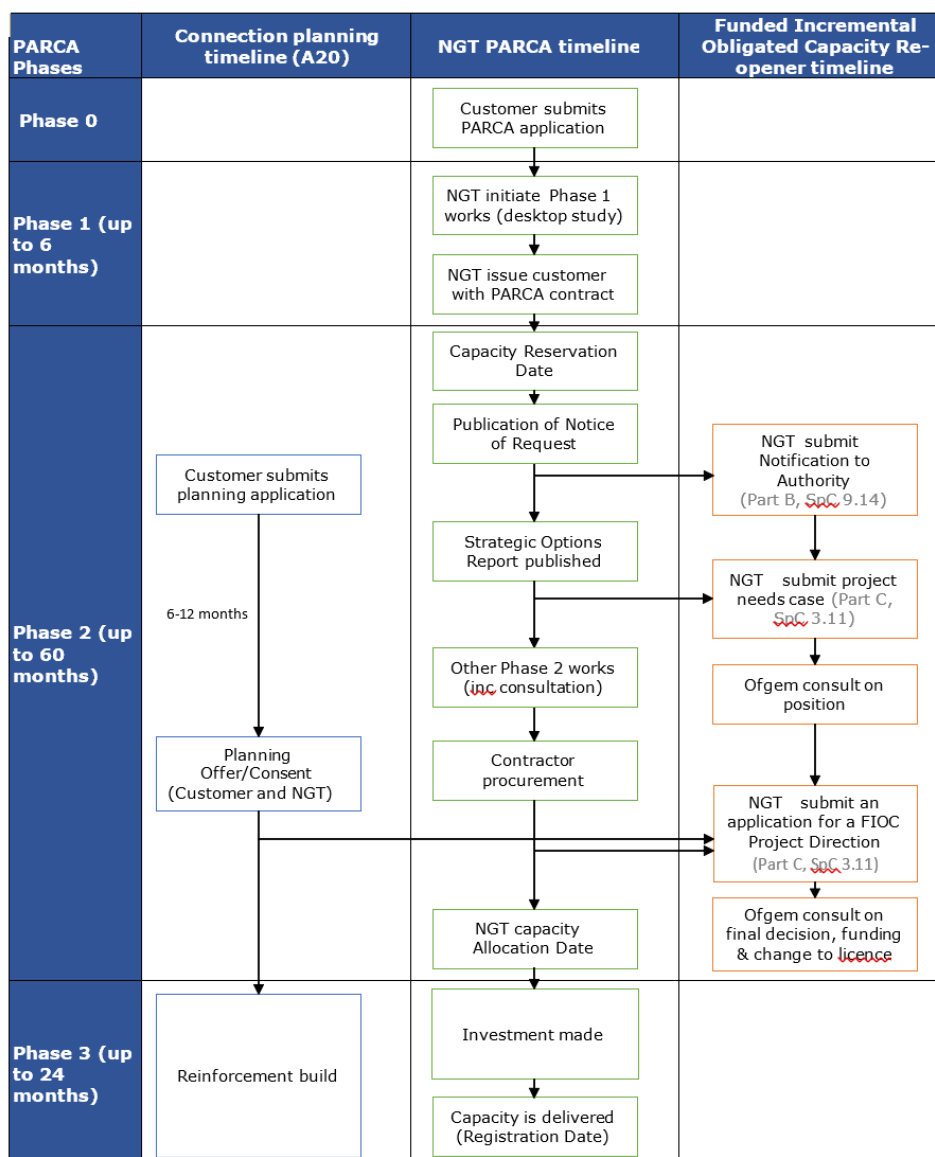 PARCA
Phases
Connection planning
timeline (A20)
NGT PARCA timeline
Funded Incremental
Obligated Capacity Re-
opener timeline
Phase 0
Customer submits
PARCA application
Phase 1 (up
to 6
months)
NGT initiate Phase 1
works (desktop study)
NGT issue customer
with PARCA contract
Phase 2 (up
to 60
months)
Customer submits
planning application
6-12 months
Planning
Offer/Consent
(Customer and NGT)
Capacity Reservation
Date
Publication of Notice
of Request
Strategic Options
Report published
Other Phase 2 works
(inc consultation)
Contractor
procurement
NGT capacity
Allocation Date
NGT submit
Notification to
Authority
(Part B, SpC 9.14)
NGT submit project
needs case (Part C,
SpC 3.11)
Ofgem consult on
position
NGT submit an
application for a FIOC
Project Direction
(Part C, SpC 3.11)
Ofgem consult on
final decision, funding
& change to licence
Phase 3 (up
to 24
months)
Reinforcement build
Investment made
Capacity is delivered
(Registration Date)